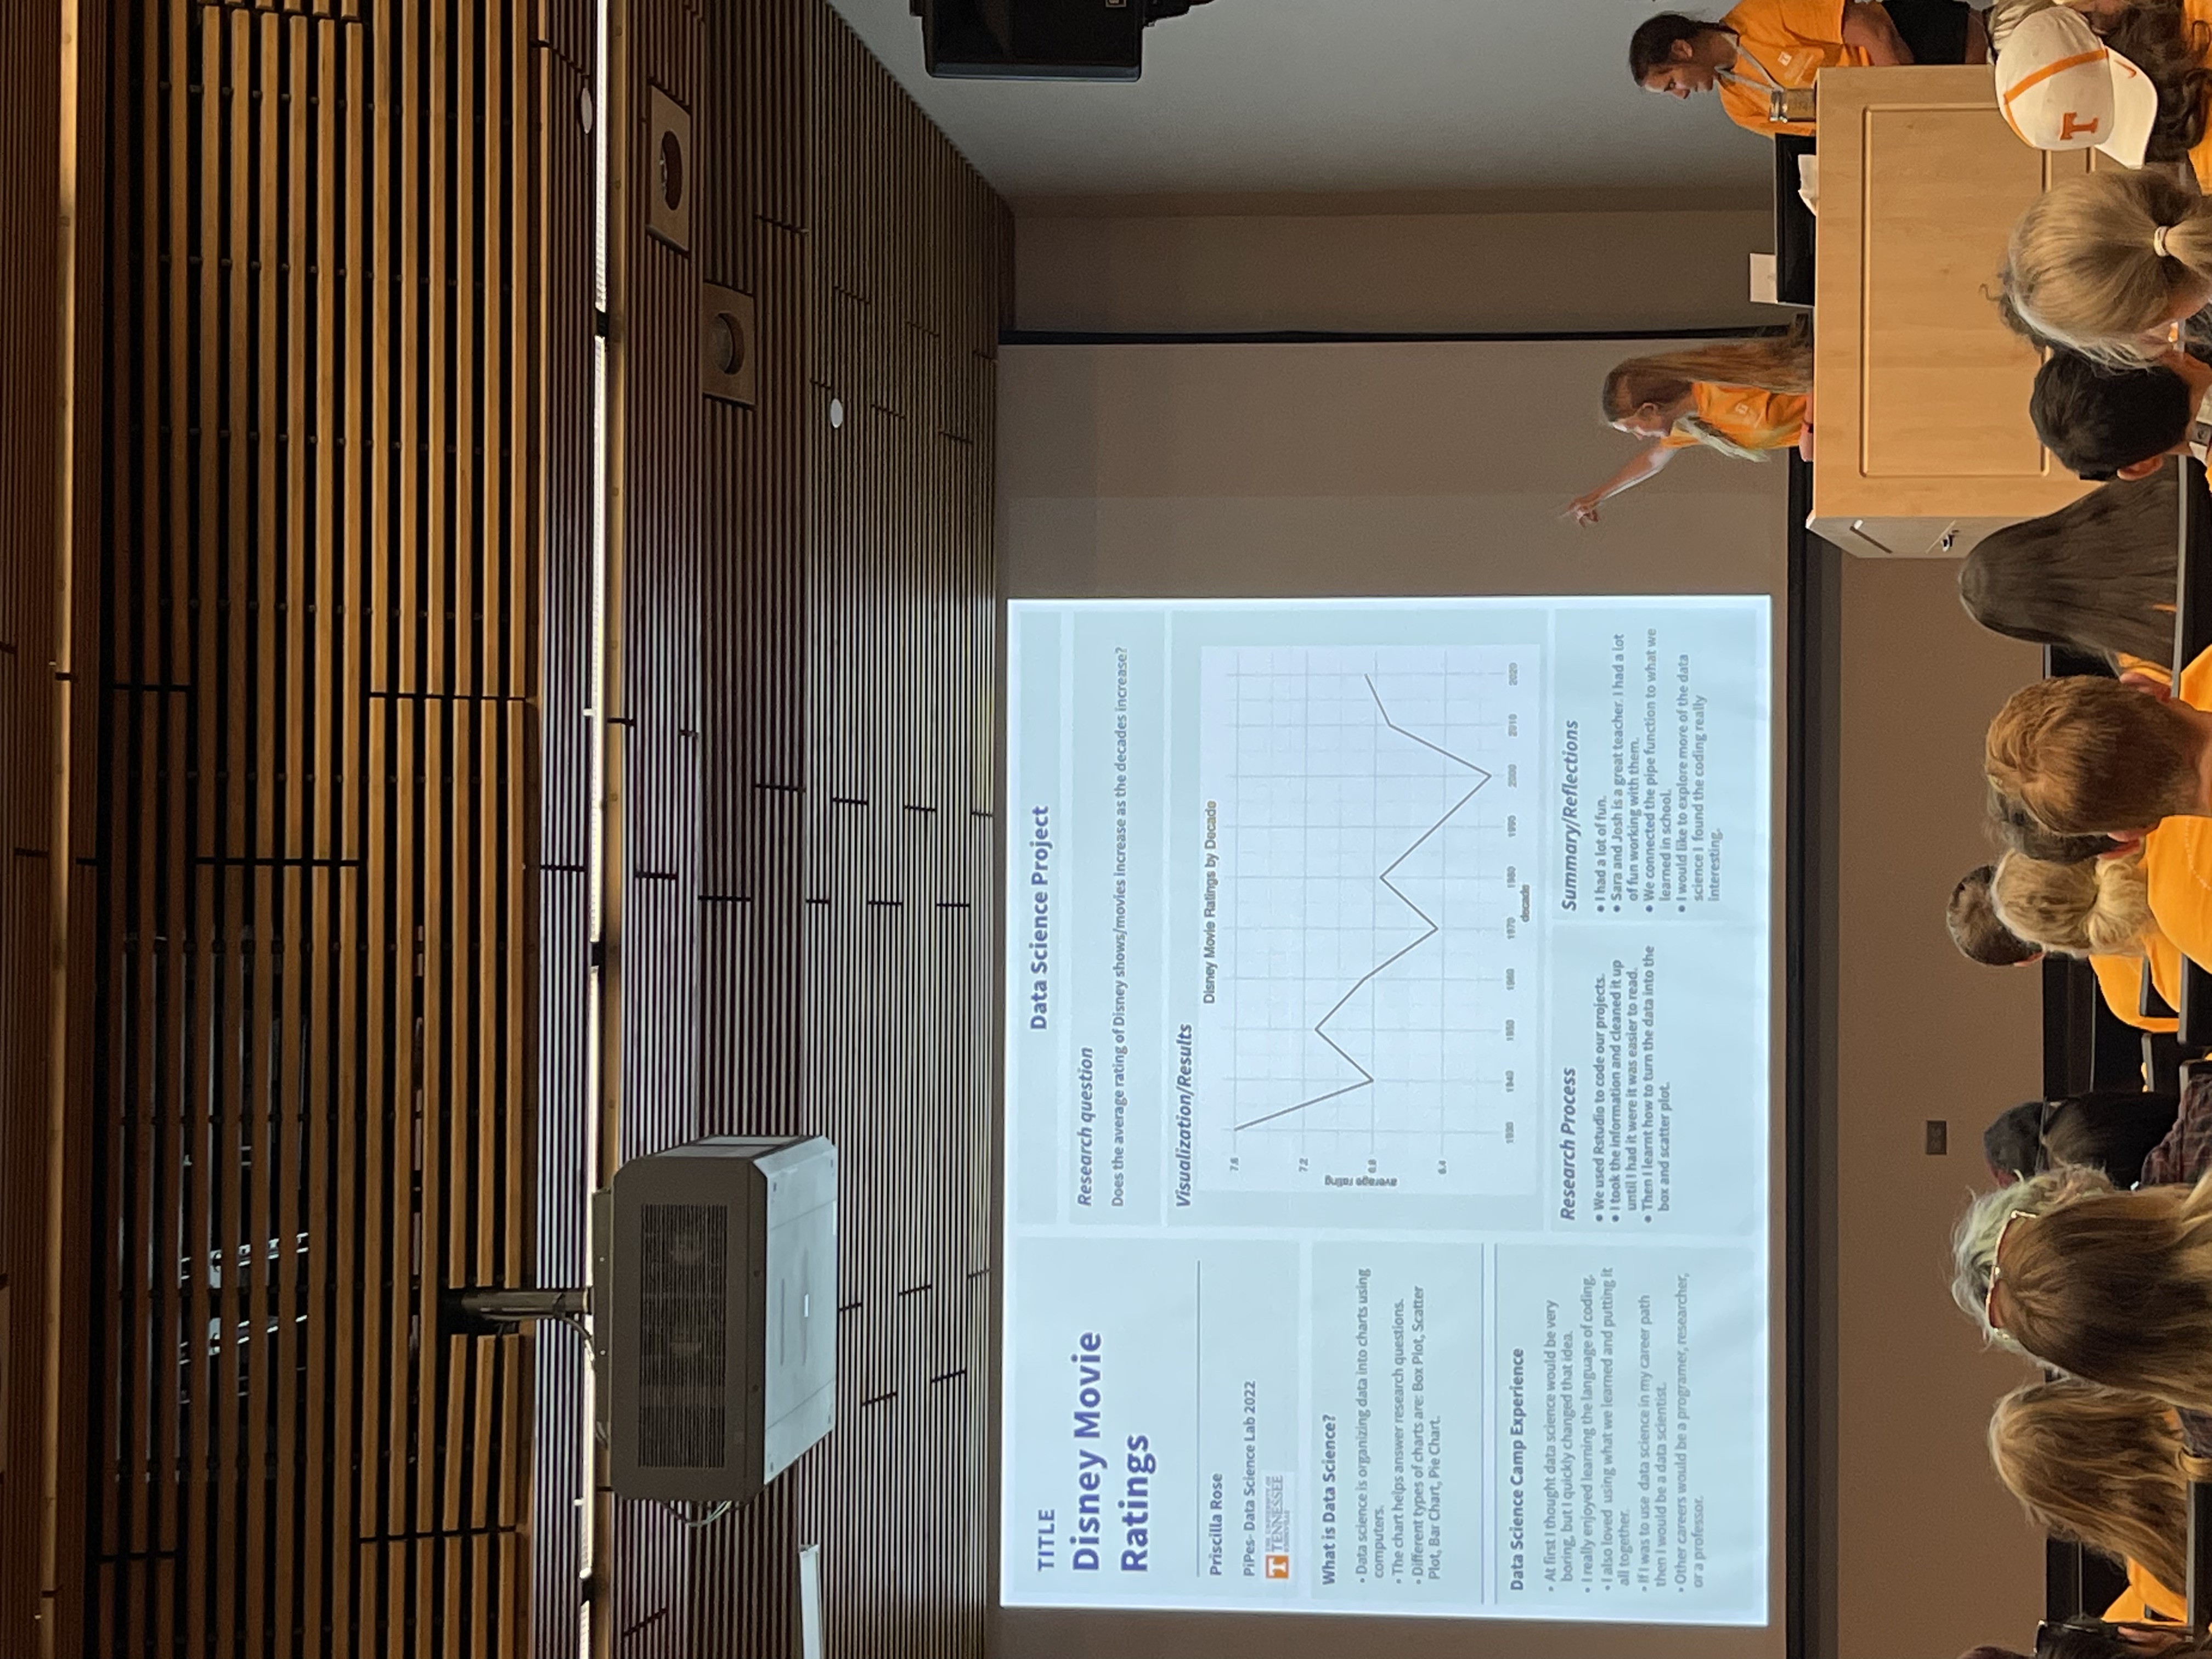 TITLE
Disney Movie
Ratings
Priscilla Rose
PiPes- Data Science Lab 2022
T THE UNIVERSITY OF
TENNESSEE
KNOXVILLE
What is Data Science?
• Data science is organizing data into charts using
computers.
• The chart helps answer research questions.
• Different types of charts are: Box Plot, Scatter
Plot, Bar Chart, Pie Chart.
Data Science Camp Experience
• At first I thought data science would be very
boring, but I quickly changed that idea.
• I really enjoyed learning the language of coding.
• I also loved using what we learned and putting it
all together.
• If I was to use data science in my career path
then I would be a data scientist.
• Other careers would be a programer, researcher,
or a professor.
Data Science Project
Research question
Does the average rating of Disney shows/movies increase as the decades increase?
Visualization/Results
Disney Movie Ratings by Decade
7.6
7.2
6.8
6.4
average rating
1930 1940 1950 1960 1970 1980 1990 2000 2010 2020
decade
Research Process
• We used Rstudio to code our projects.
• I took the information and cleaned it up
until I had it were it was easier to read.
• Then I learnt how to turn the data into the
box and scatter plot.
Summary/Reflections
• I had a lot of fun.
• Sara and Josh is a great teacher. I had a lot
of fun working with them.
• We connected the pipe function to what we
learned in school.
• I would like to explore more of the data
science I found the coding really
interesting.
T